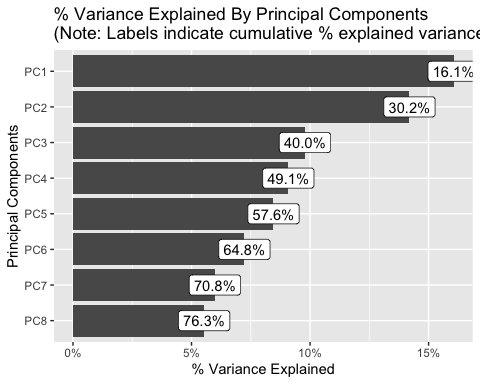 % Variance Explained By Principal Components
(Note: Labels indicate cumulative % explained variance
Principal Components
PC1
16.1%
PC2
30.2%
PC3
40.0%
PC4
49.1%
PC5
57.6%
PC6
64.8%
PC7
70.8%
PC8
76.3%
0%
5%
10%
15%
% Variance Explained